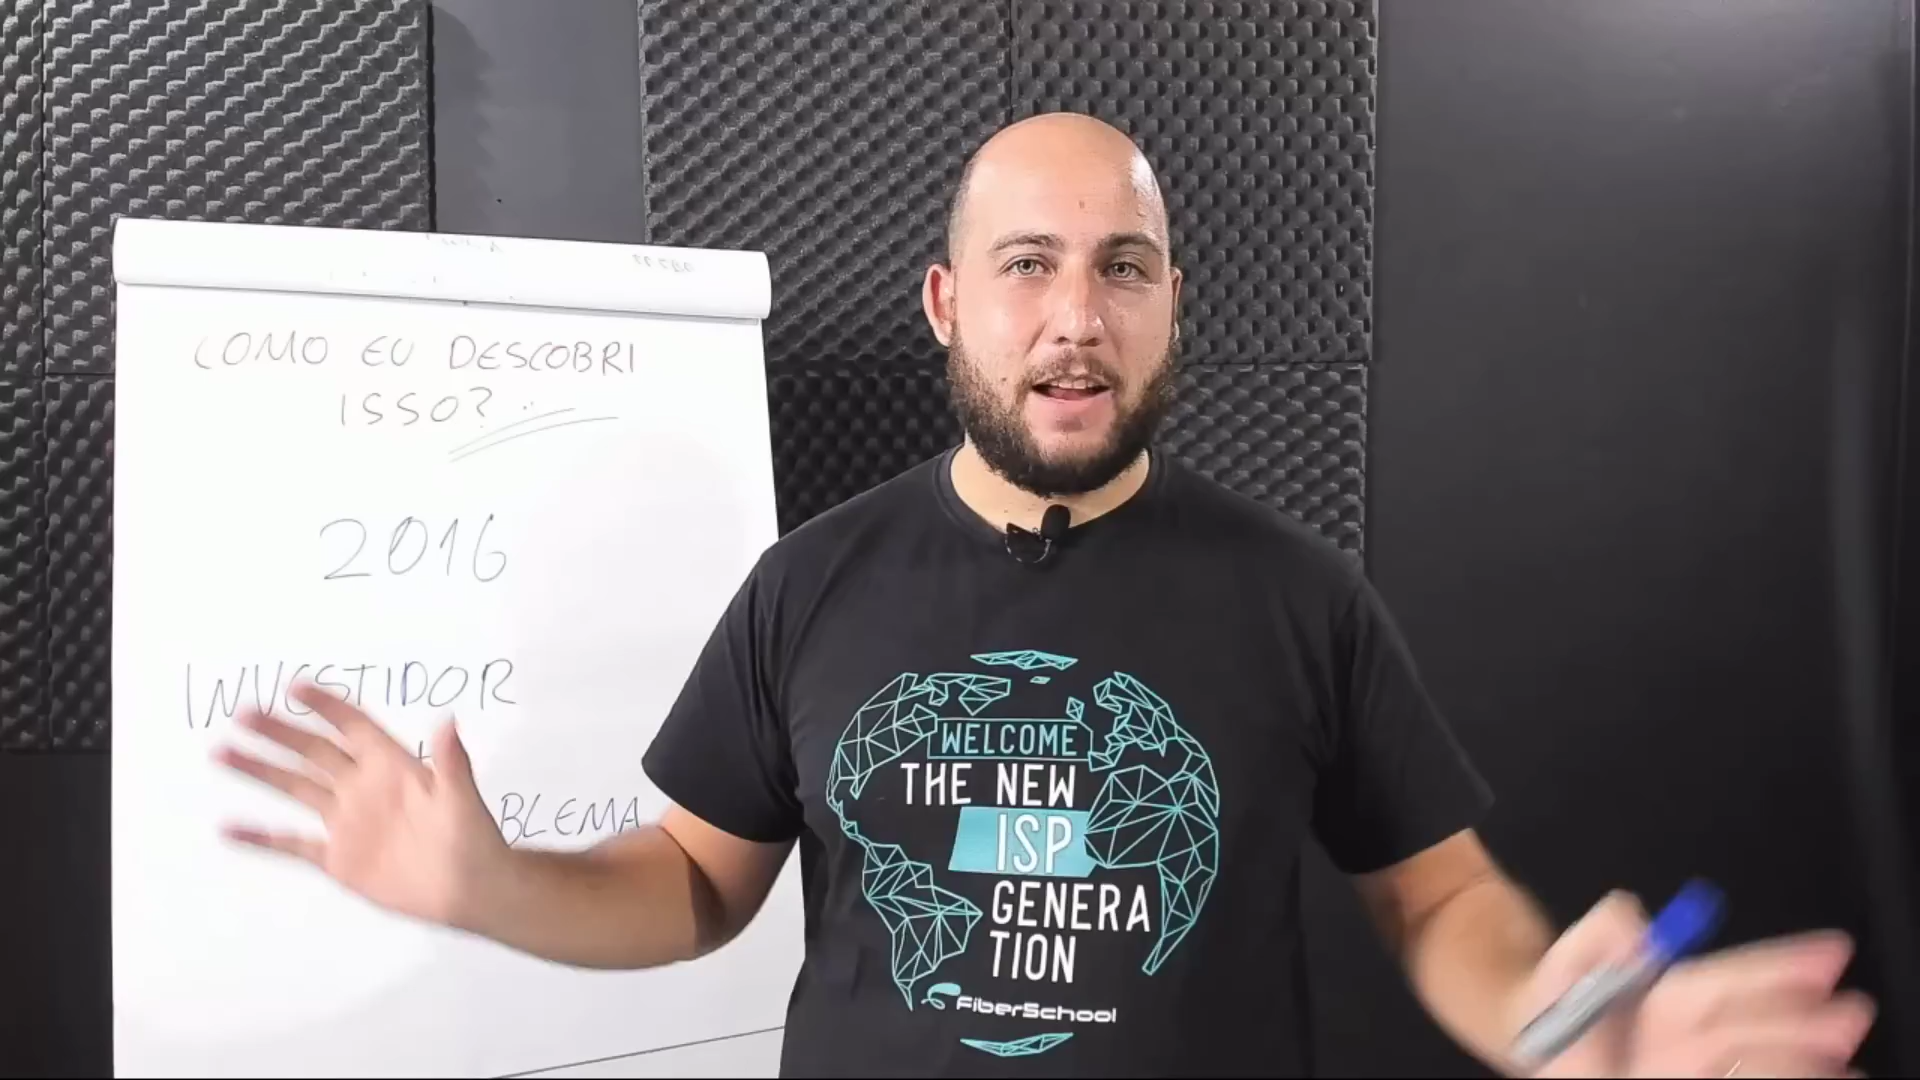 COMO EU DESCOBRI
ISSO?
2016
INVESTIDOR
+
BLEMA
WELCOME
THE NEW
ISP
GENERA
TION
FiberSchool